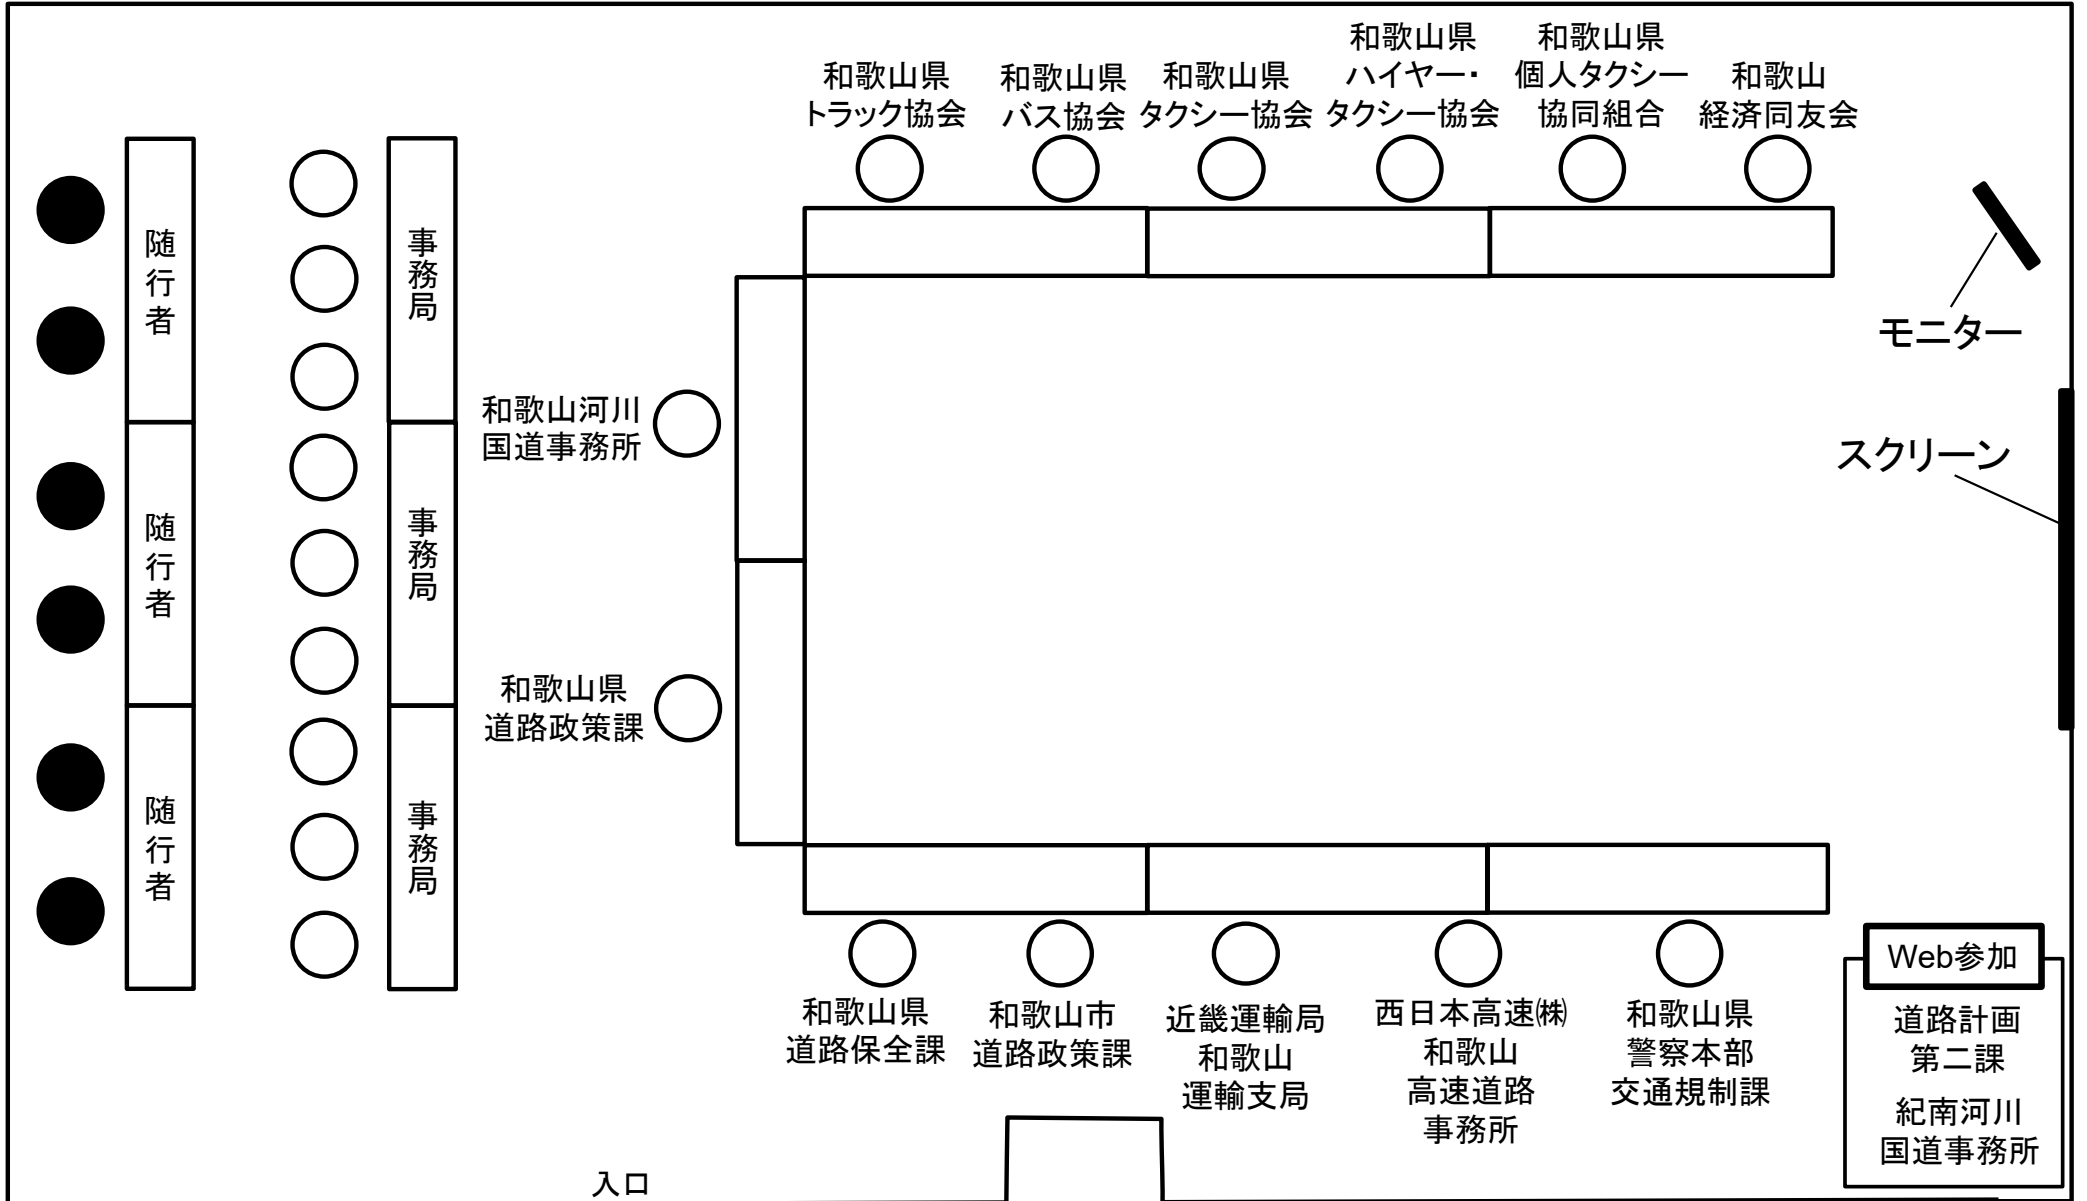 和歌山県
トラック協会
和歌山県
バス協会
和歌山県
タクシー協会
和歌山県
ハイヤー・
タクシー協会
和歌山県
個人タクシー
協同組合
和歌山
経済同友会
随行者
随行者
随行者
事務局
事務局
事務局
和歌山河川
国道事務所
和歌山県
道路政策課
モニター
スクリーン
和歌山県
道路保全課
和歌山市
道路政策課
近畿運輸局
和歌山
運輸支局
西日本高速㈱
和歌山
高速道路
事務所
和歌山県
警察本部
交通規制課
Web参加
道路計画
第二課
紀南河川
国道事務所
入口